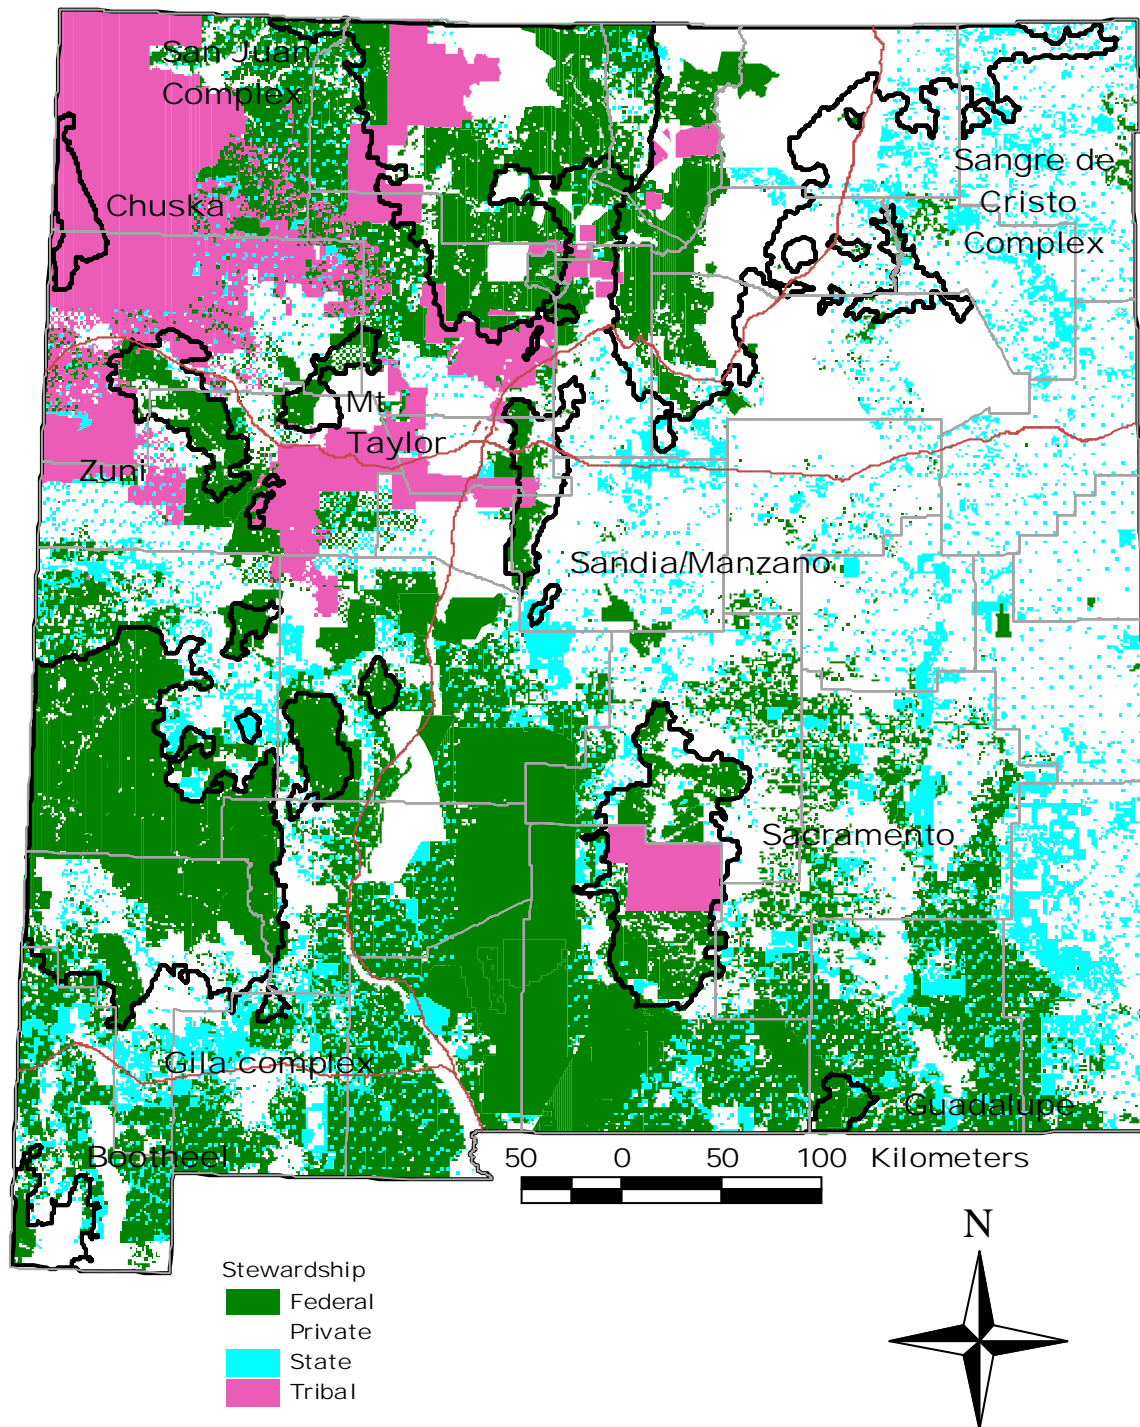 San Juan
Complex
Sangre de
Cristo
Complex
Chuska
Mt.
Taylor
Zuni
Sandia/Manzano
Sacramento
Gila complex
Guadalupe
Bootheel
50 0 50 100 Kilometers
N
Stewardship
Federal
Private
State
Tribal